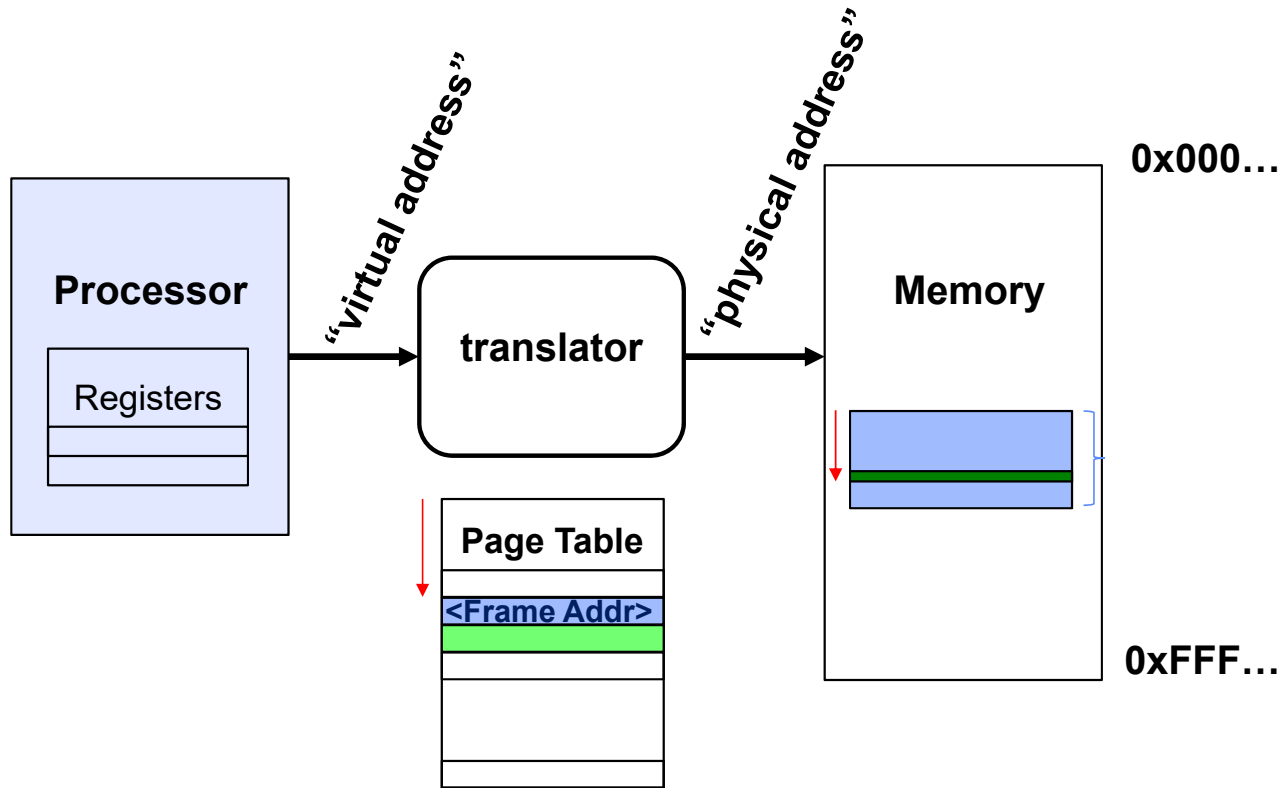 “virtual address”
“physical address”
0x000…
Processor
translator
Memory
Registers
Page Table
<Frame Addr>
0xFFF…